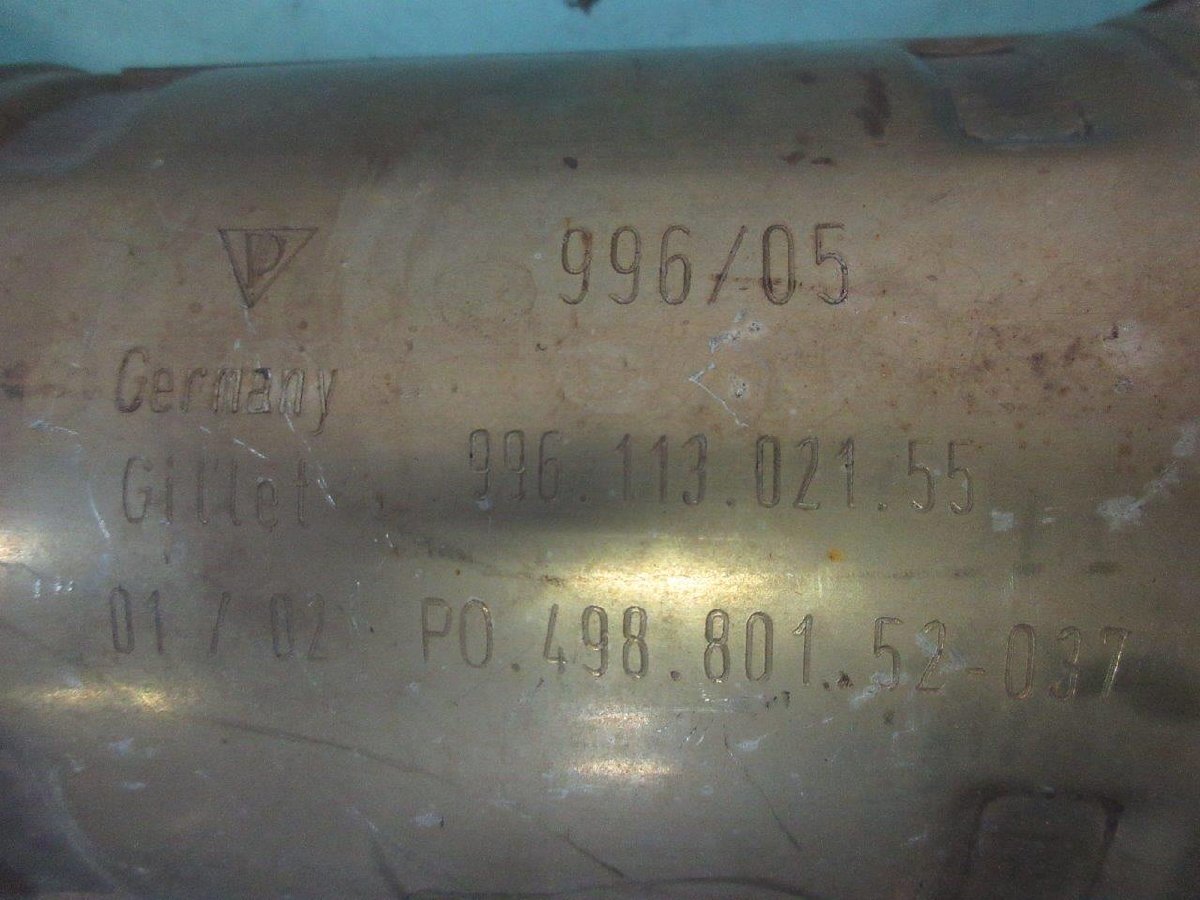 P
996/05
Germany
Gillet 996.113.021.55
01/02 PO.498.801.52-037